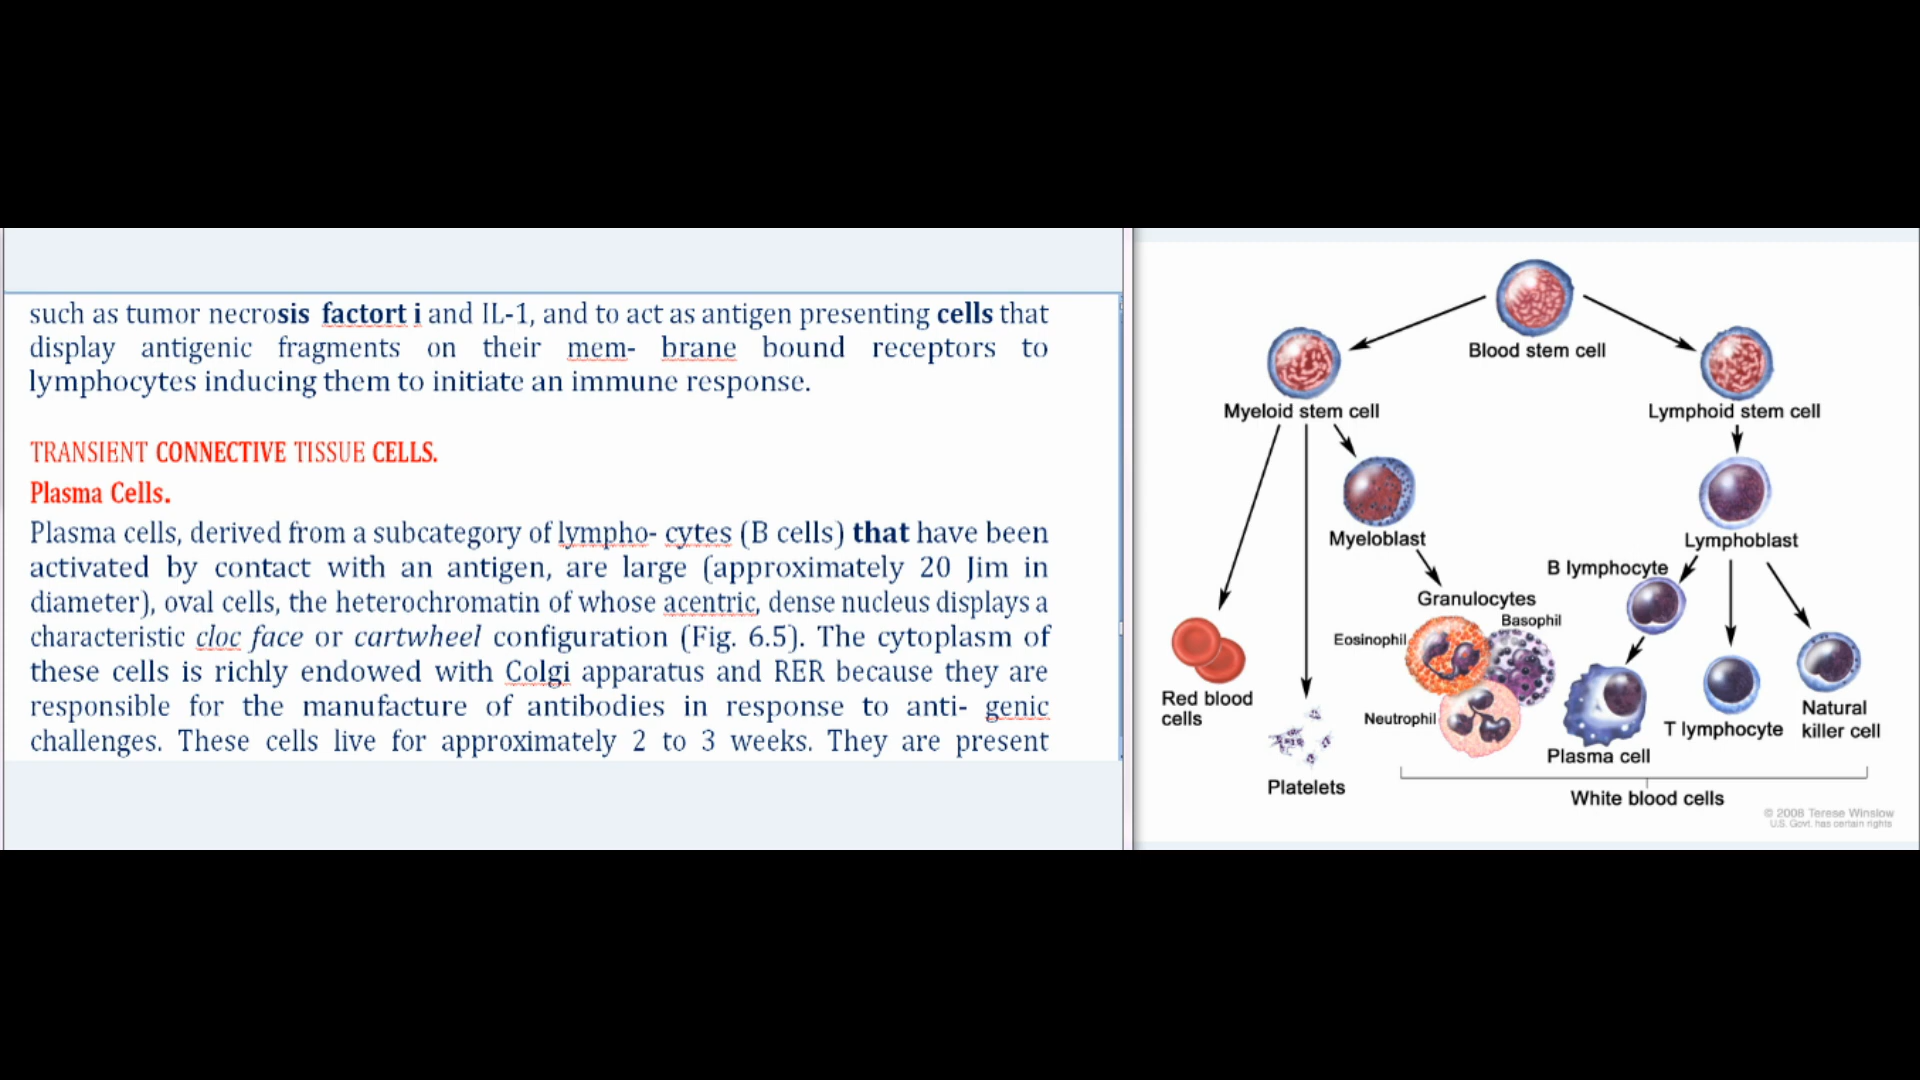 such as tumor necrosis factort i and IL-1, and to act as antigen presenting cells that
display antigenic fragments on their mem- brane bound receptors to
lymphocytes inducing them to initiate an immune response.
TRANSIENT CONNECTIVE TISSUE CELLS.
Plasma Cells.
Plasma cells, derived from a subcategory of lympho- cytes (B cells) that have been
activated by contact with an antigen, are large (approximately 20 Jim in
diameter), oval cells, the heterochromatin of whose acentric, dense nucleus displays a
characteristic cloc face or cartwheel configuration (Fig. 6.5). The cytoplasm of
these cells is richly endowed with Colgi apparatus and RER because they are
responsible for the manufacture of antibodies in response to anti- genic
challenges. These cells live for approximately 2 to 3 weeks. They are present
Blood stem cell
Myeloid stem cell
Lymphoid stem cell
Myeloblast
Lymphoblast
B lymphocyte
Granulocytes
Basophil
Eosinophil
Neutrophil
Red blood
cells
Platelets
Plasma cell
T lymphocyte
Natural
killer cell
White blood cells
© 2008 Terese Winslow
U.S. Govt. has certain rights